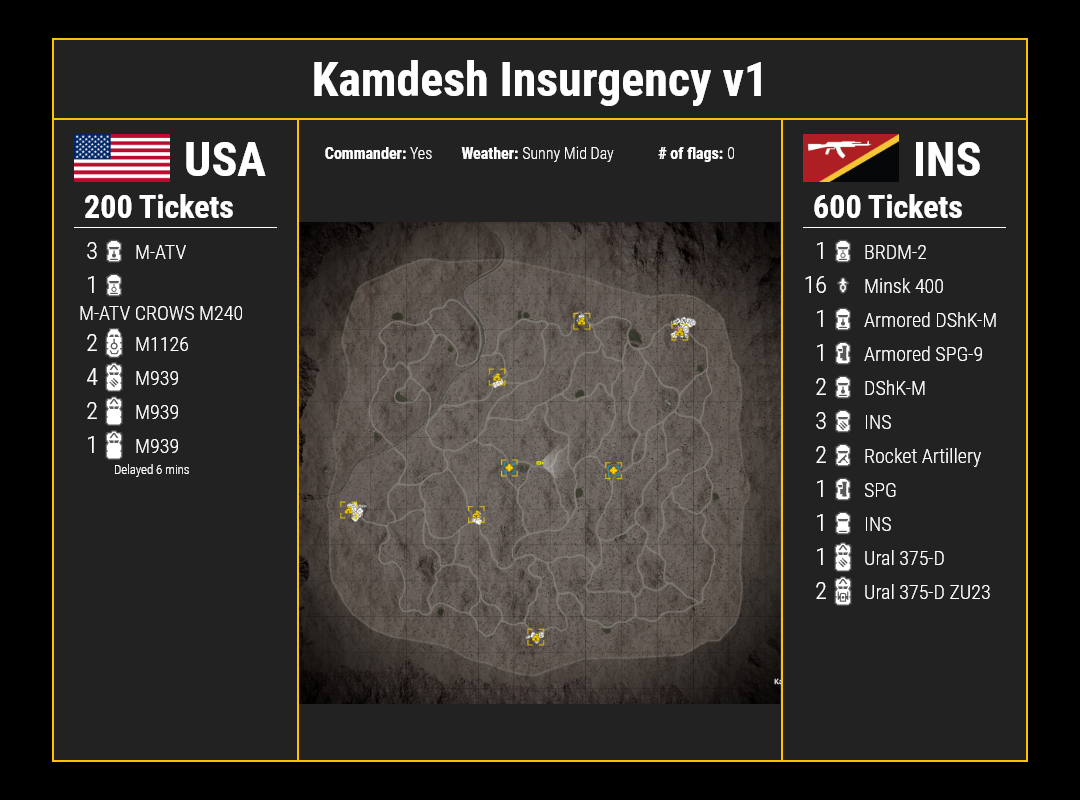 Kamdesh Insurgency v1
USA
200 Tickets
3 M-ATV
1
M-ATV CROWS M240
2 M1126
4 M939
2 M939
1 M939
Delayed 6 mins
Commander: Yes Weather: Sunny Mid Day # of flags: 0
Ka
INS
600 Tickets
1 BRDM-2
16 Minsk 400
1 Armored DShK-M
1 Armored SPG-9
2 DShK-M
3 INS
2 Rocket Artillery
1 SPG
1 INS
1 Ural 375-D
2 Ural 375-D ZU23